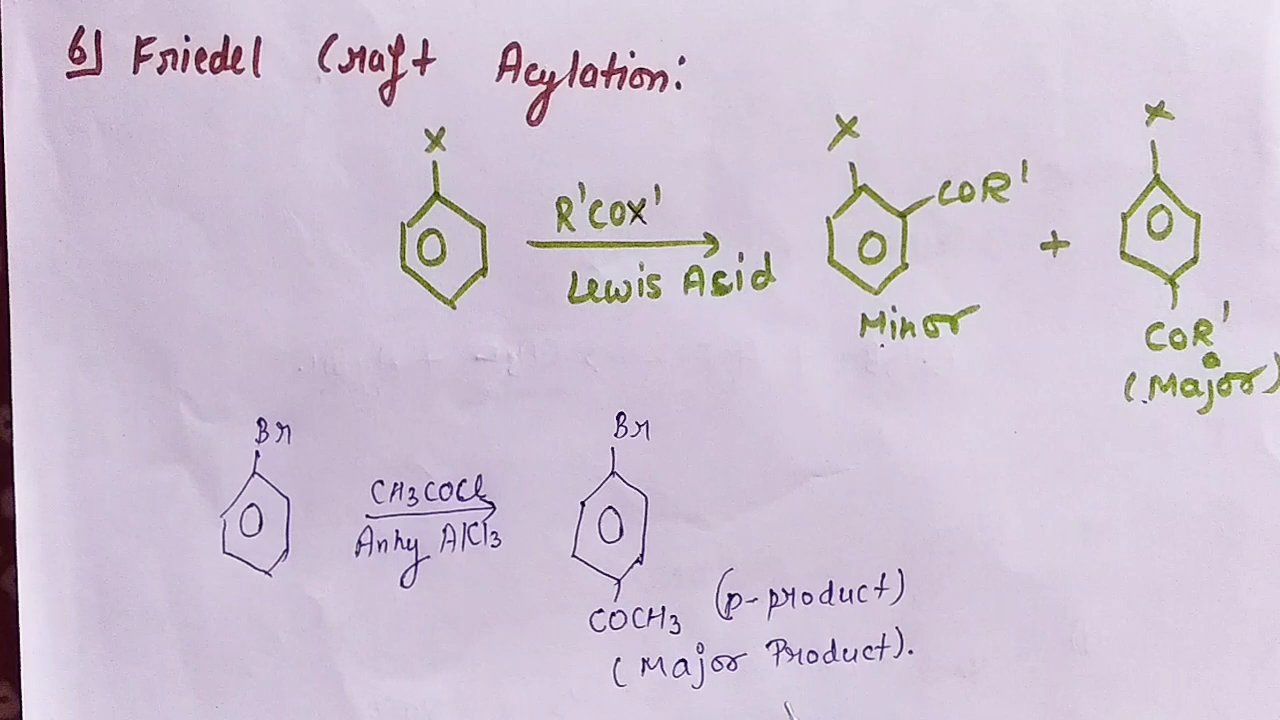 6] Friedel Craft Acylation:
X
X
X
R'COX'
COR'
+
Lewis Acid
Minor
COR'
(Major)
Br
Br
CH3COCl
Anhy AlCl3
COCH3 (p-product)
(Major Product).